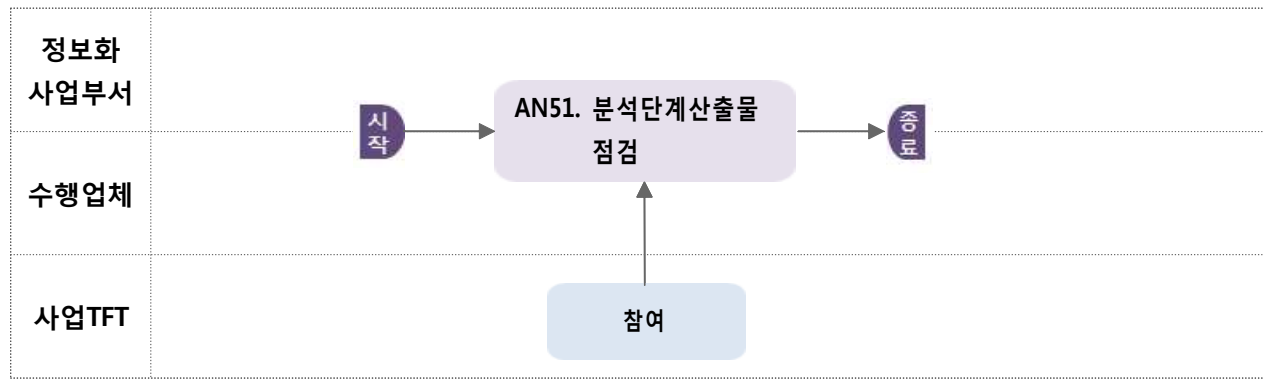 정보화
사업부서
시
작
AN51. 분석단계산출물
점검
종
료
수행업체
사업TFT
참여